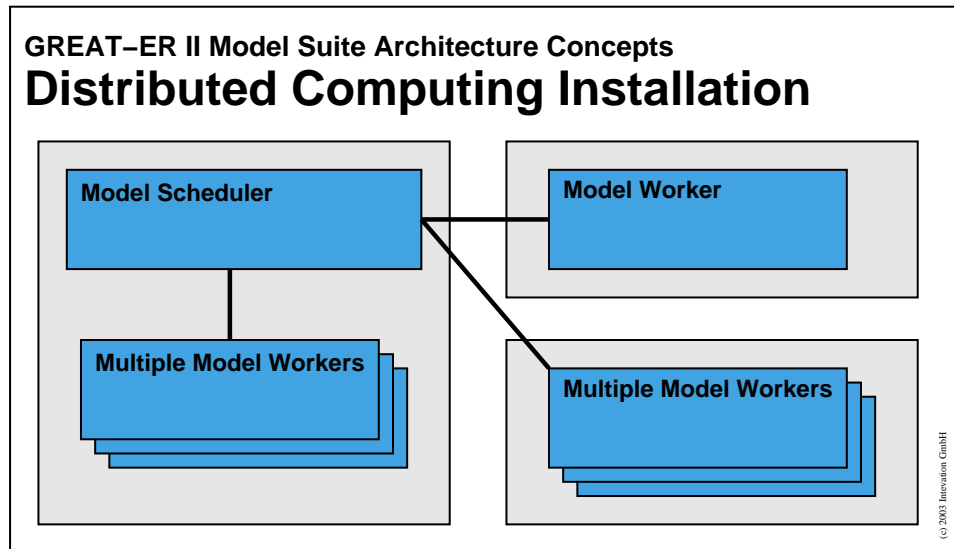 GREAT−ER II Model Suite Architecture Concepts
Distributed Computing Installation
Model Scheduler
Model Worker
Multiple Model Workers
Multiple Model Workers
(c) 2003 Intevation GmbH